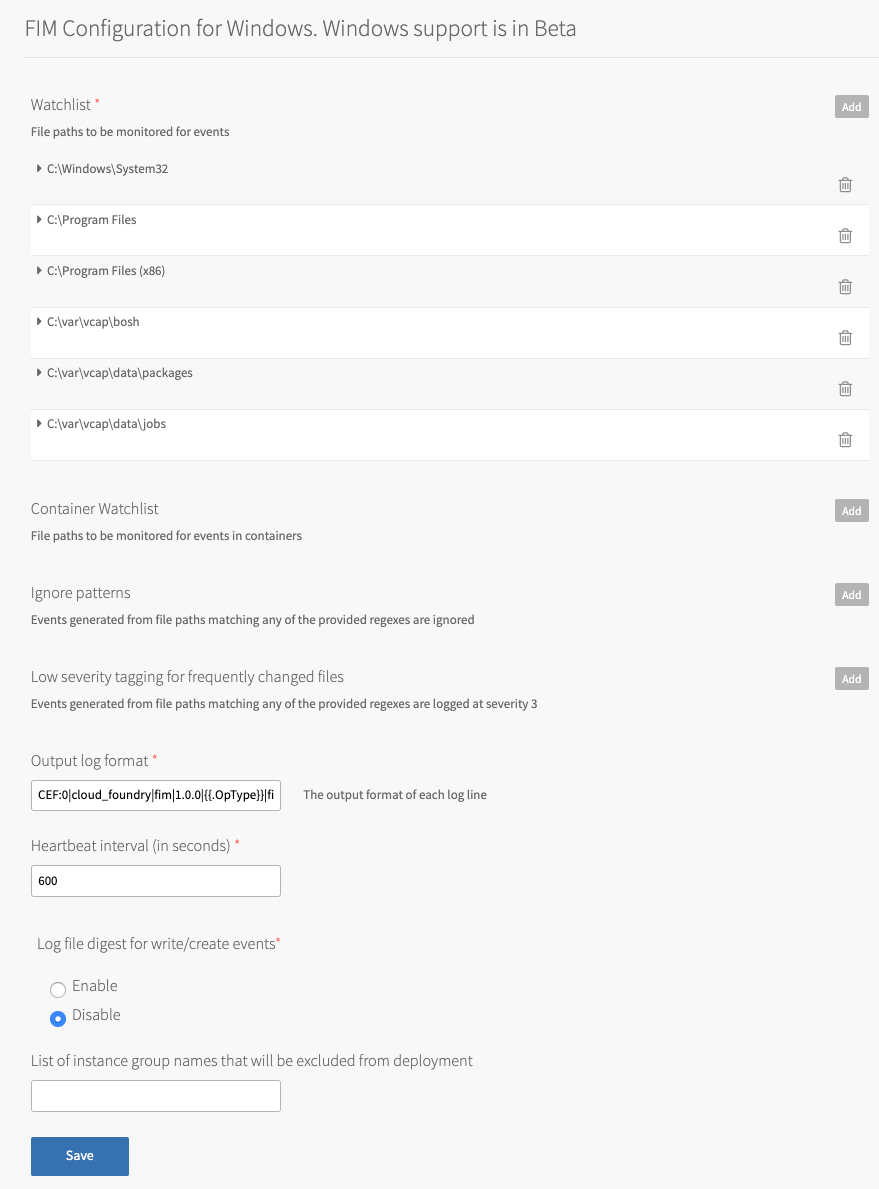 FIM Configuration for Windows. Windows support is in Beta
Watchlist *
Add
File paths to be monitored for events
C:\Windows\System32
C:\Program Files
C:\Program Files (x86)
C:\var\vcap\bosh
C:\var\vcap\data\packages
C:\var\vcap\data\jobs
Container Watchlist
Add
File paths to be monitored for events in containers
Ignore patterns
Add
Events generated from file paths matching any of the provided regexes are ignored
Low severity tagging for frequently changed files
Add
Events generated from file paths matching any of the provided regexes are logged at severity 3
Output log format *
CEF:0|cloud_foundry|fim|1.0.0|{{.OpType}}|fi
The output format of each log line
Heartbeat interval (in seconds) *
600
Log file digest for write/create events*
Enable
Disable
List of instance group names that will be excluded from deployment
Save